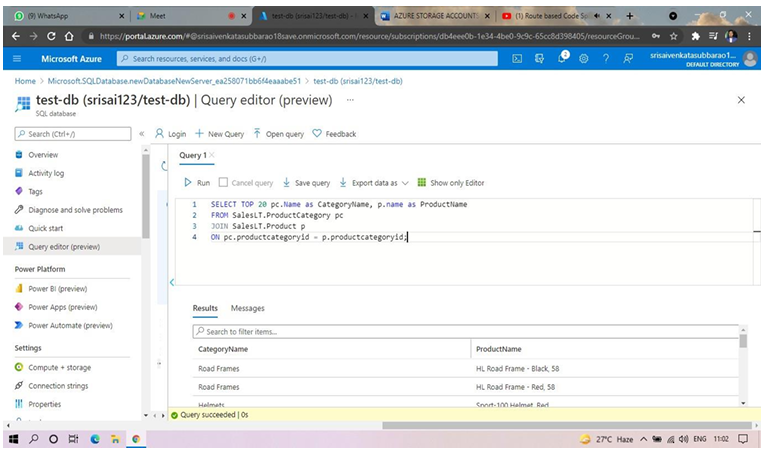 (9) WhatsApp
Meet
test-db (srisai123/test-db) -
AZURE STORAGE ACCOUNTS
(1) Route based Code Spl
https://portal.azure.com/#@srisaivenkatasubbarao18save.onmicrosoft.com/resource/subscriptions/db4eee0b-1e34-4be0-9c9c-65cc8d398405/resourceGrou...
Microsoft Azure
Search resources, services, and docs (G+/)
srisaivenkatasubbarao1...
DEFAULT DIRECTORY
Home > Microsoft.SQLDatabase.newDatabaseNewServer_ea258071bb6f4eaaabe51 > test-db (srisai123/test-db)
test-db (srisai123/test-db) | Query editor (preview) ...
SQL database
Search (Ctrl+/)
Login
New Query
Open query
Feedback
Overview
Activity log
Tags
Diagnose and solve problems
Quick start
Query editor (preview)
Power Platform
Power BI (preview)
Power Apps (preview)
Power Automate (preview)
Settings
Compute + storage
Connection strings
Properties
Query 1
Run
Cancel query
Save query
Export data as
Show only Editor
1 SELECT TOP 20 pc.Name as CategoryName, p.name as ProductName
2 FROM SalesLT.ProductCategory pc
3 JOIN SalesLT.Product p
4 ON pc.productcategoryid = p.productcategoryid;
Results
Messages
Search to filter items...
CategoryName ProductName
Road Frames HL Road Frame - Black, 58
Road Frames HL Road Frame - Red, 58
Helmets Sport-100 Helmet, Red
Query succeeded | 0s
27°C Haze
ENG
11:02